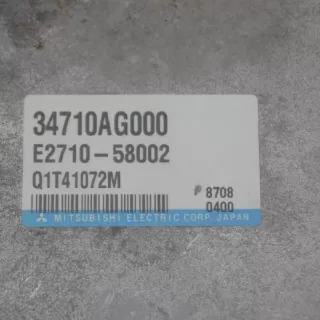 34710AG000
E2710-58002
Q1T41072M
P 8708
0400
MITSUBISHI ELECTRIC CORP. JAPAN